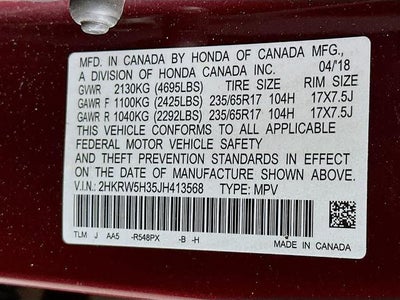 MFD. IN CANADA BY HONDA OF CANADA MFG.,
A DIVISION OF HONDA CANADA INC. 04/18
GVWR 2130KG (4695LBS) TIRE SIZE RIM SIZE
GAWR F 1100KG (2425LBS) 235/65R17 104H 17X7.5J
GAWR R 1040KG (2292LBS) 235/65R17 104H 17X7.5J
THIS VEHICLE CONFORMS TO ALL APPLICABLE
FEDERAL MOTOR VEHICLE SAFETY
AND THEFT PREVENTION STANDARDS IN EFFECT
ON THE DATE OF MANUFACTURE SHOWN ABOVE.
V.I.N.: 2HKRW5H35JH413568 TYPE: MPV
TLM J AA5 -R548PX -B -H
MADE IN CANADA